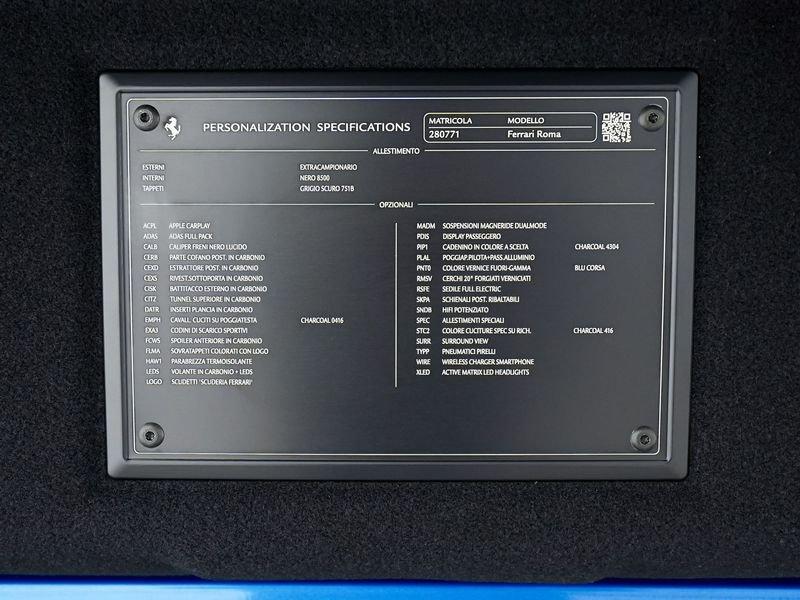 PERSONALIZATION SPECIFICATIONS
MATRICOLA MODELLO
280771 Ferrari Roma
ALLESTIMENTO
ESTERNI EXTRACAMPIONARIO
INTERNI NERO 8500
TAPPETI GRIGIO SCURO 751B
OPZIONALI
ACPL APPLE CARPLAY
ADAS ADAS FULL PACK
CALB CALIPER FRENI NERO LUCIDO
CERB PARTE COFANO POST. IN CARBONIO
CEXD ESTRATTORE POST. IN CARBONIO
CEXS RIVEST.SOTTOPORTA IN CARBONIO
CISK BATTITACCO ESTERNO IN CARBONIO
CITZ TUNNEL SUPERIORE IN CARBONIO
DATR INSERTI PLANCIA IN CARBONIO
EMPH CAVALL. CUCITI SU POGGIATESTA CHARCOAL 0416
EXA3 CODINI DI SCARICO SPORTIVI
FCWS SPOILER ANTERIORE IN CARBONIO
FLMA SOVRATAPPETI COLORATI CON LOGO
HAW1 PARABREZZA TERMOISOLANTE
LEDS VOLANTE IN CARBONIO + LEDS
LOGO SCUDETTI 'SCUDERIA FERRARI'
MADM SOSPENSIONI MAGNERIDE DUALMODE
PDIS DISPLAY PASSEGGERO
PIP1 CADENINO IN COLORE A SCELTA CHARCOAL 4304
PLAL POGGIAP.PILOTA+PASS.ALLUMINIO
PNT0 COLORE VERNICE FUORI-GAMMA BLU CORSA
RMSV CERCHI 20" FORGIATI VERNICIATI
RSFE SEDILE FULL ELECTRIC
SKPA SCHIENALI POST. RIBALTABILI
SNDB HIFI POTENZIATO
SPEC ALLESTIMENTI SPECIALI
STC2 COLORE CUCITURE SPEC SU RICH. CHARCOAL 416
SURR SURROUND VIEW
TYPP PNEUMATICI PIRELLI
WIRE WIRELESS CHARGER SMARTPHONE
XLED ACTIVE MATRIX LED HEADLIGHTS